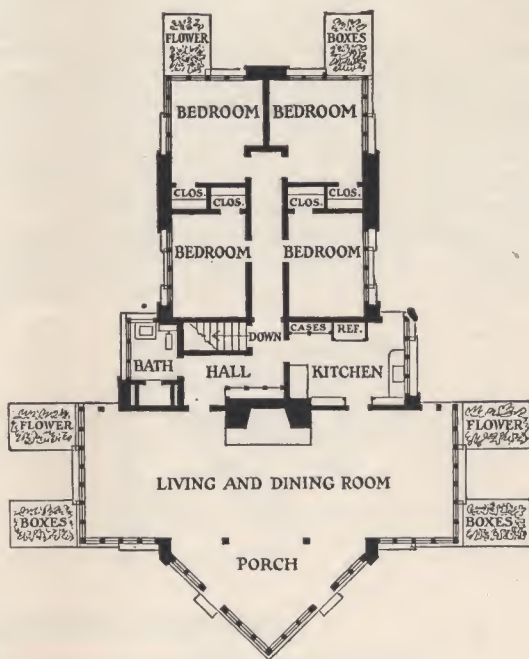 FLOWER
BOXES
BEDROOM
BEDROOM
CLOS.
CLOS.
CLOS.
CLOS.
BEDROOM
BEDROOM
DOWN
CASES
REF.
BATH
HALL
KITCHEN
FLOWER
FLOWER
LIVING AND DINING ROOM
BOXES
BOXES
PORCH